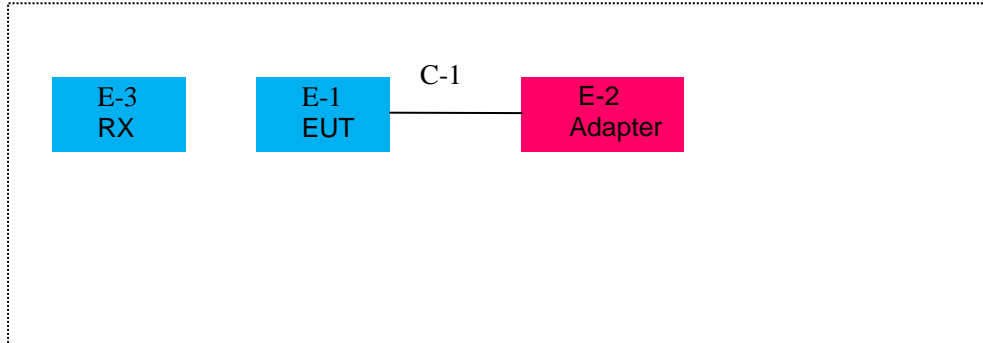 C-1
E-3
RX
E-1
EUT
E-2
Adapter